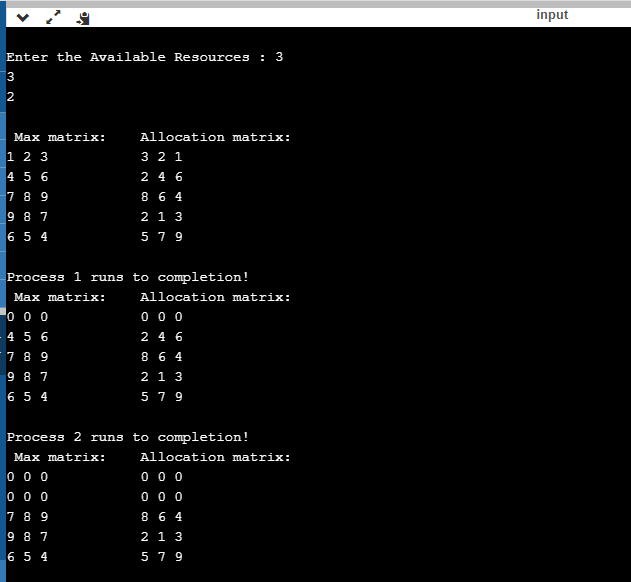 input
Enter the Available Resources : 3
3
2
Max matrix: Allocation matrix:
1 2 3 3 2 1
4 5 6 2 4 6
7 8 9 8 6 4
9 8 7 2 1 3
6 5 4 5 7 9
Process 1 runs to completion!
Max matrix: Allocation matrix:
0 0 0 0 0 0
4 5 6 2 4 6
7 8 9 8 6 4
9 8 7 2 1 3
6 5 4 5 7 9
Process 2 runs to completion!
Max matrix: Allocation matrix:
0 0 0 0 0 0
0 0 0 0 0 0
7 8 9 8 6 4
9 8 7 2 1 3
6 5 4 5 7 9